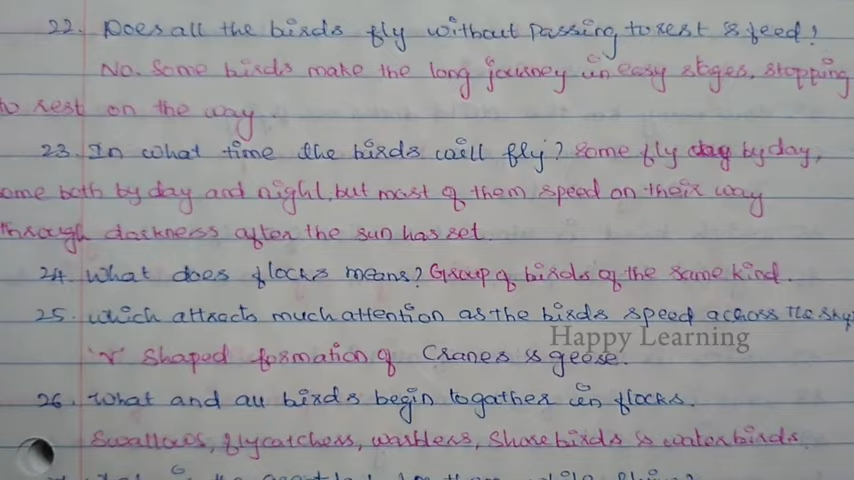 22. Does all the birds fly without passing to rest & feed?
No. Some birds make the long journey in easy stages, stopping
to rest on the way.
23. In what time the birds will fly? Some fly day by day,
some both by day and night, but most of them speed on their way
through darkness after the sun has set.
24. What does flocks means? Group of birds of the same kind.
25. Which attracts much attention as the birds speed across the sky?
Happy Learning
'V' shaped formation of Cranes & geese.
26. What and all birds begin to gather in flocks.
Swallows, flycatchers, warblers, Shore birds & water birds.